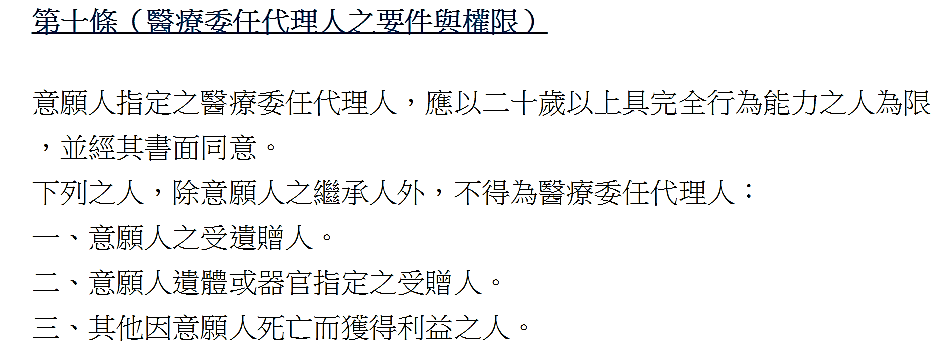 第十條（醫療委任代理人之要件與權限）
意願人指定之醫療委任代理人，應以二十歲以上具完全行為能力之人為限
，並經其書面同意。
下列之人，除意願人之繼承人外，不得為醫療委任代理人：
一、意願人之受遺贈人。
二、意願人遺體或器官指定之受贈人。
三、其他因意願人死亡而獲得利益之人。